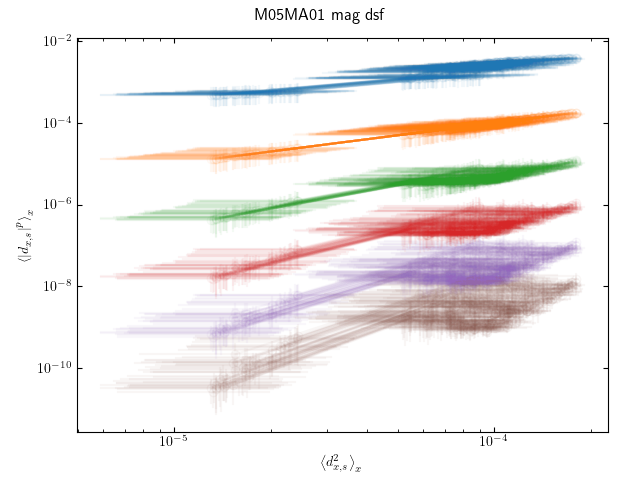 M05MA01 mag dsf
10^{-2}
10^{-4}
10^{-6}
10^{-8}
10^{-10}
⟨|d_{x,s}|^p⟩_x
10^{-5} 10^{-4}
⟨d^2_{x,s}⟩_x